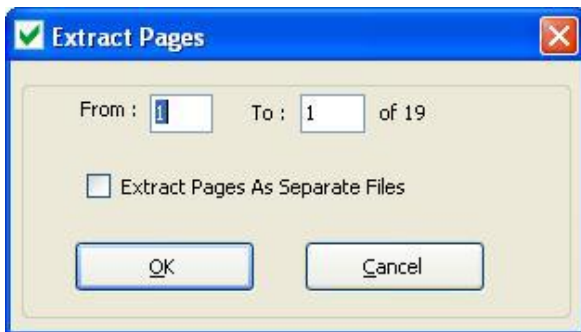 Extract Pages
From : 1 To : 1 of 19
Extract Pages As Separate Files
OK Cancel